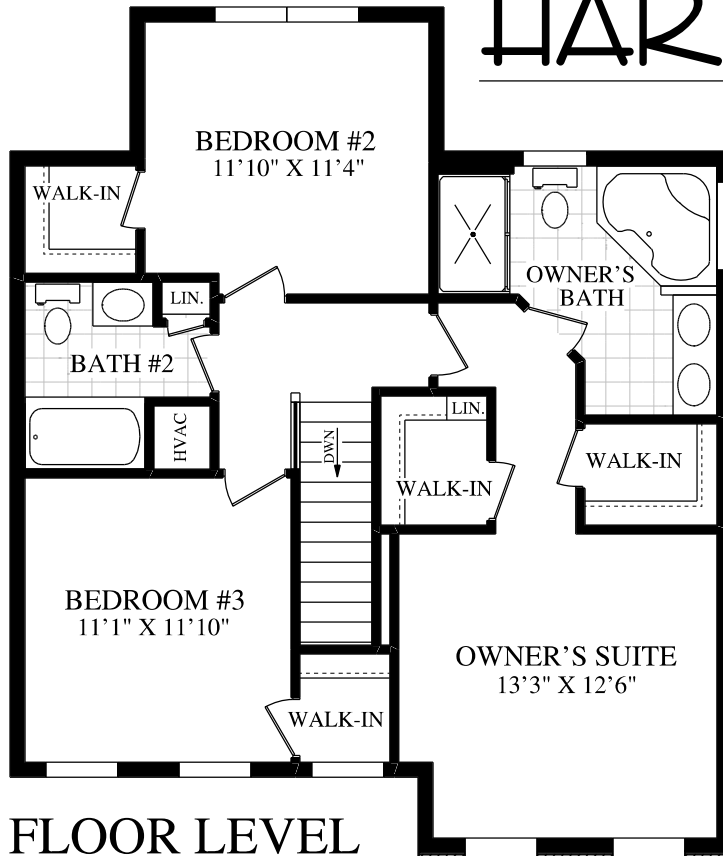 HAR
BEDROOM #2
11'10" X 11'4"
WALK-IN
OWNER'S
BATH
LIN.
BATH #2
HVAC
DWN
LIN.
WALK-IN
WALK-IN
BEDROOM #3
11'1" X 11'10"
OWNER'S SUITE
13'3" X 12'6"
WALK-IN
FLOOR LEVEL